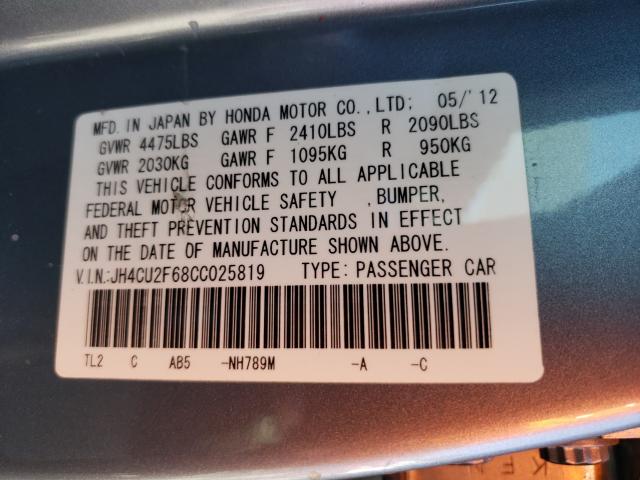 MFD. IN JAPAN BY HONDA MOTOR CO.,LTD; 05/'12
GVWR 4475LBS GAWR F 2410LBS R 2090LBS
GVWR 2030KG GAWR F 1095KG R 950KG
THIS VEHICLE CONFORMS TO ALL APPLICABLE
FEDERAL MOTOR VEHICLE SAFETY ,BUMPER,
AND THEFT PREVENTION STANDARDS IN EFFECT
ON THE DATE OF MANUFACTURE SHOWN ABOVE.
V.I.N.:JH4CU2F68CC025819 TYPE: PASSENGER CAR
TL2 C AB5 -NH789M -A -C